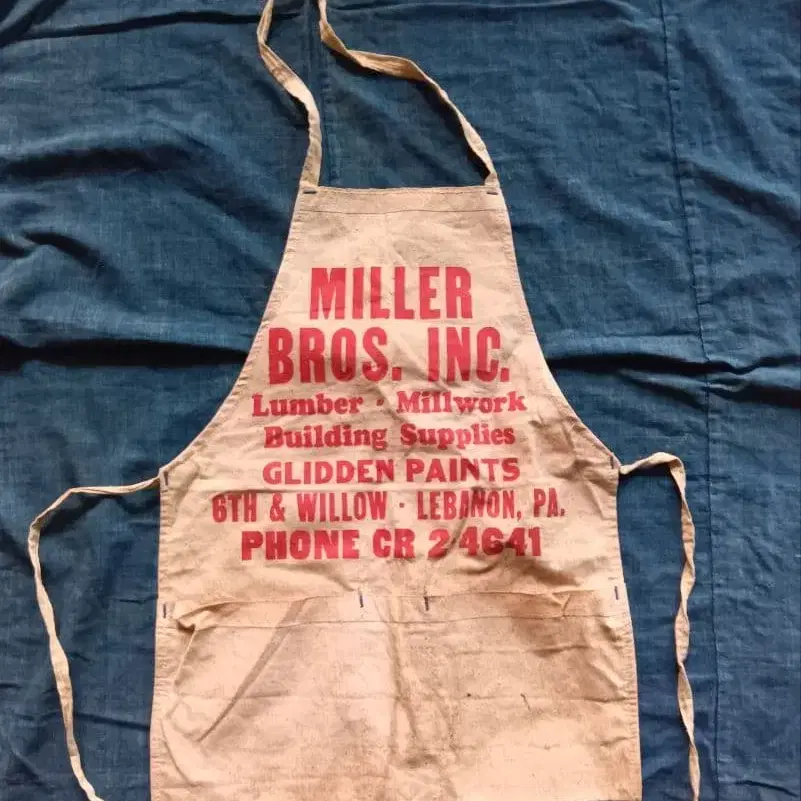 MILLER
BROS. INC.
Lumber · Millwork
Building Supplies
GLIDDEN PAINTS
6TH & WILLOW · LEBANON, PA.
PHONE CR 2-4641